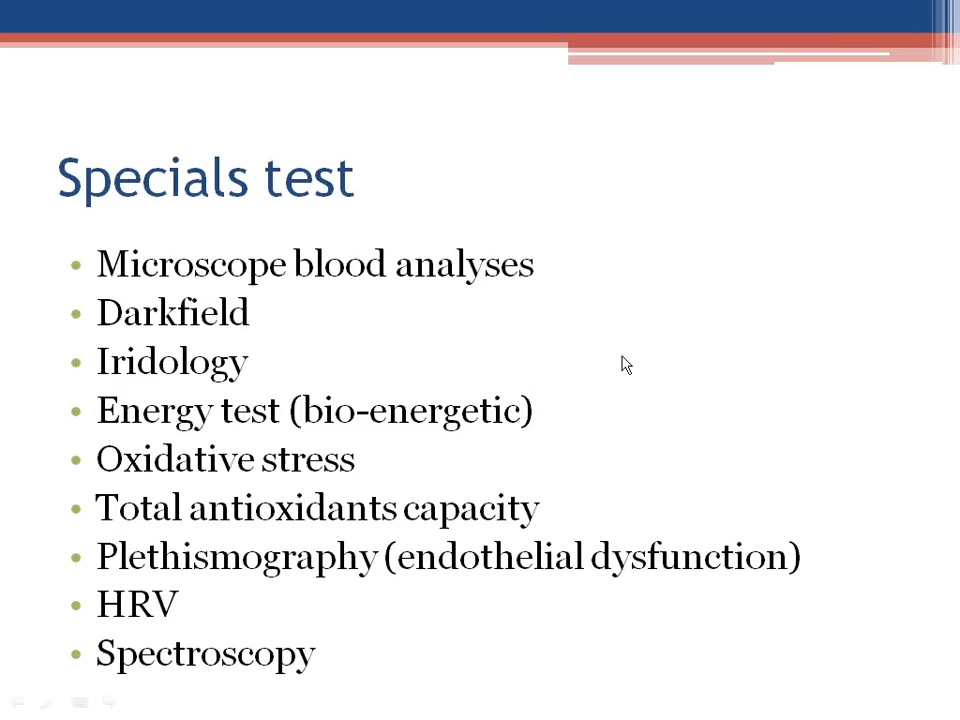 Specials test
• Microscope blood analyses
• Darkfield
• Iridology
• Energy test (bio-energetic)
• Oxidative stress
• Total antioxidants capacity
• Plethismography (endothelial dysfunction)
• HRV
• Spectroscopy